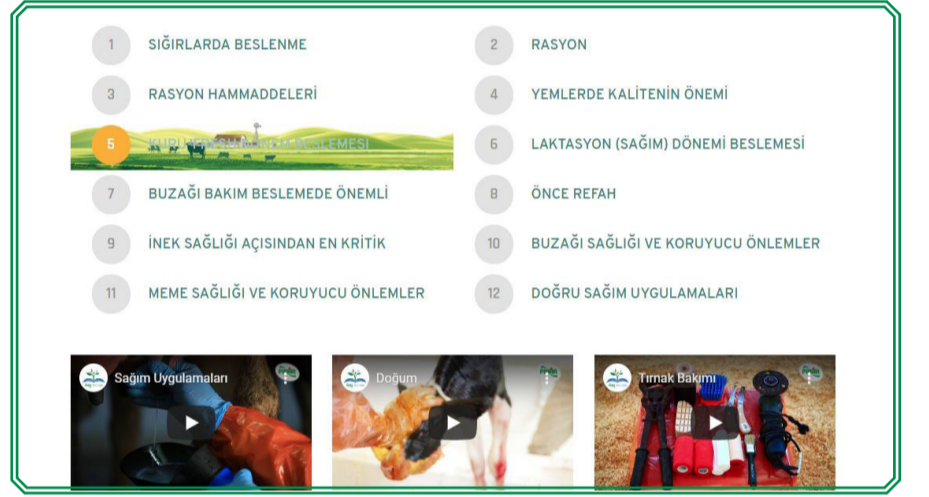 1 SIĞIRLARDA BESLENME
2 RASYON
3 RASYON HAMMADDELERİ
4 YEMLERDE KALİTENİN ÖNEMİ
5 BESLEMESİ
6 LAKTASYON (SAĞIM) DÖNEMİ BESLEMESİ
7 BUZAĞI BAKIM BESLEMEDE ÖNEMLİ
8 ÖNCE REFAH
9 İNEK SAĞLIĞI AÇISINDAN EN KRİTİK
10 BUZAĞI SAĞLIĞI VE KORUYUCU ÖNLEMLER
11 MEME SAĞLIĞI VE KORUYUCU ÖNLEMLER
12 DOĞRU SAĞIM UYGULAMALARI
Sağım Uygulamaları
Doğum
Tırnak Bakımı